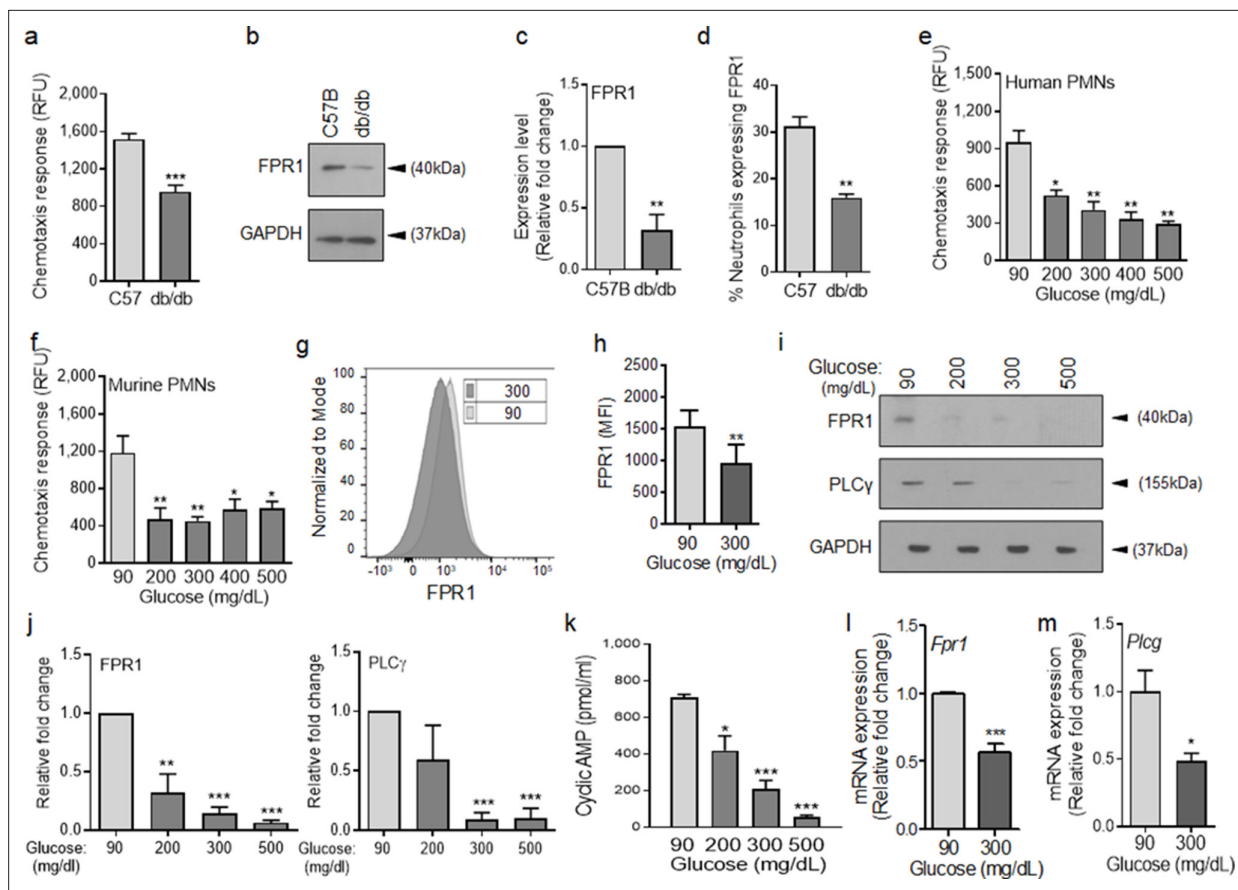 a
Chemotaxis response (RFU)
2,000
1,600
1,200
800
400
0
***
C57 db/db
b
C57B
db/db
FPR1
(40kDa)
GAPDH
(37kDa)
c
Expression level
(Relative fold change)
1.5
1.0
0.5
0.0
FPR1
**
C57B db/db
d
% Neutrophils expressing FPR1
40
30
20
10
0
**
C57 db/db
e
Chemotaxis response (RFU)
1,500
1,200
900
600
300
0
Human PMNs
* ** ** **
90 200 300 400 500
Glucose (mg/dL)
f
Chemotaxis response (RFU)
2,000
1,600
1,200
800
400
0
Murine PMNs
** ** * *
90 200 300 400 500
Glucose (mg/dL)
g
Normalized to Mode
100
80
60
40
20
0
300
90
-10³ 0 10³ 10⁴ 10⁵
FPR1
h
FPR1 (MFI)
2500
2000
1500
1000
500
0
**
90 300
Glucose (mg/dL)
i
Glucose:
(mg/dL)
90 200 300 500
FPR1
(40kDa)
PLCγ
(155kDa)
GAPDH
(37kDa)
j
Relative fold change
1.5
1.0
0.5
0.0
FPR1
** *** ***
Glucose: 90 200 300 500
(mg/dl)
Relative fold change
1.5
1.0
0.5
0.0
PLCγ
*** ***
Glucose: 90 200 300 500
(mg/dl)
k
Cyclic AMP (pmol/ml)
1,000
800
600
400
200
0
* *** ***
90 200 300 500
Glucose (mg/dL)
l
mRNA expression
(Relative fold change)
1.5
1.0
0.5
0.0
Fpr1
***
90 300
Glucose (mg/dL)
m
mRNA expression
(Relative fold change)
1.5
1.0
0.5
0.0
Plcg
*
90 300
Glucose (mg/dL)